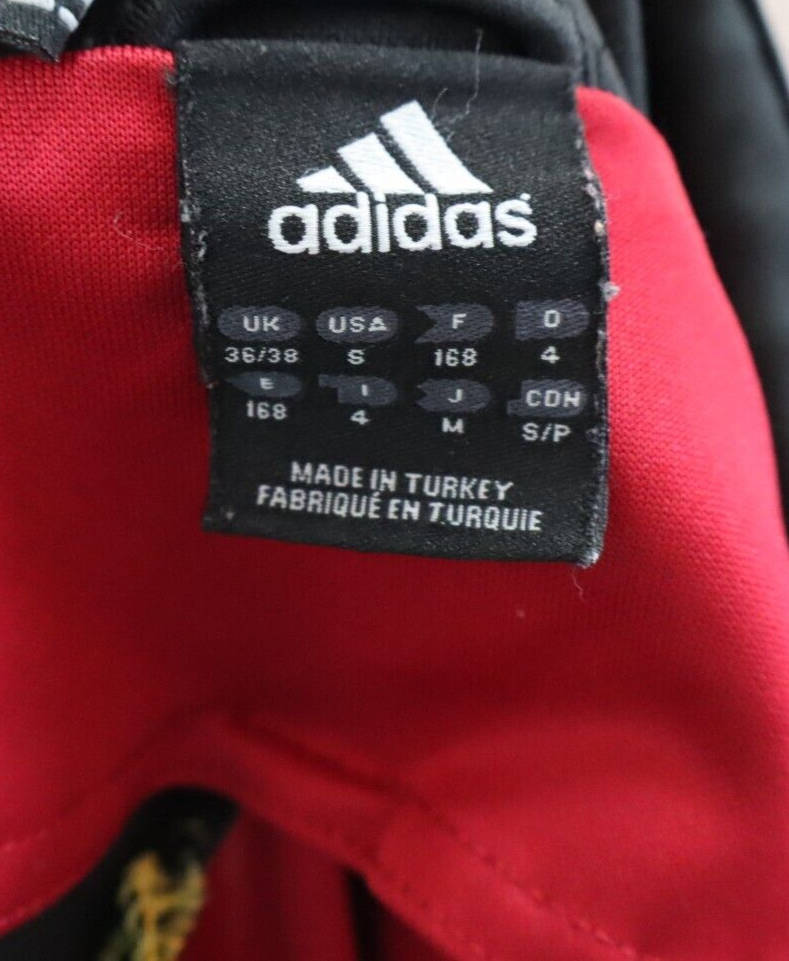 adidas
UK USA F D
36/38 S 168 4
E I J CDN
168 4 M S/P
MADE IN TURKEY
FABRIQUÉ EN TURQUIE